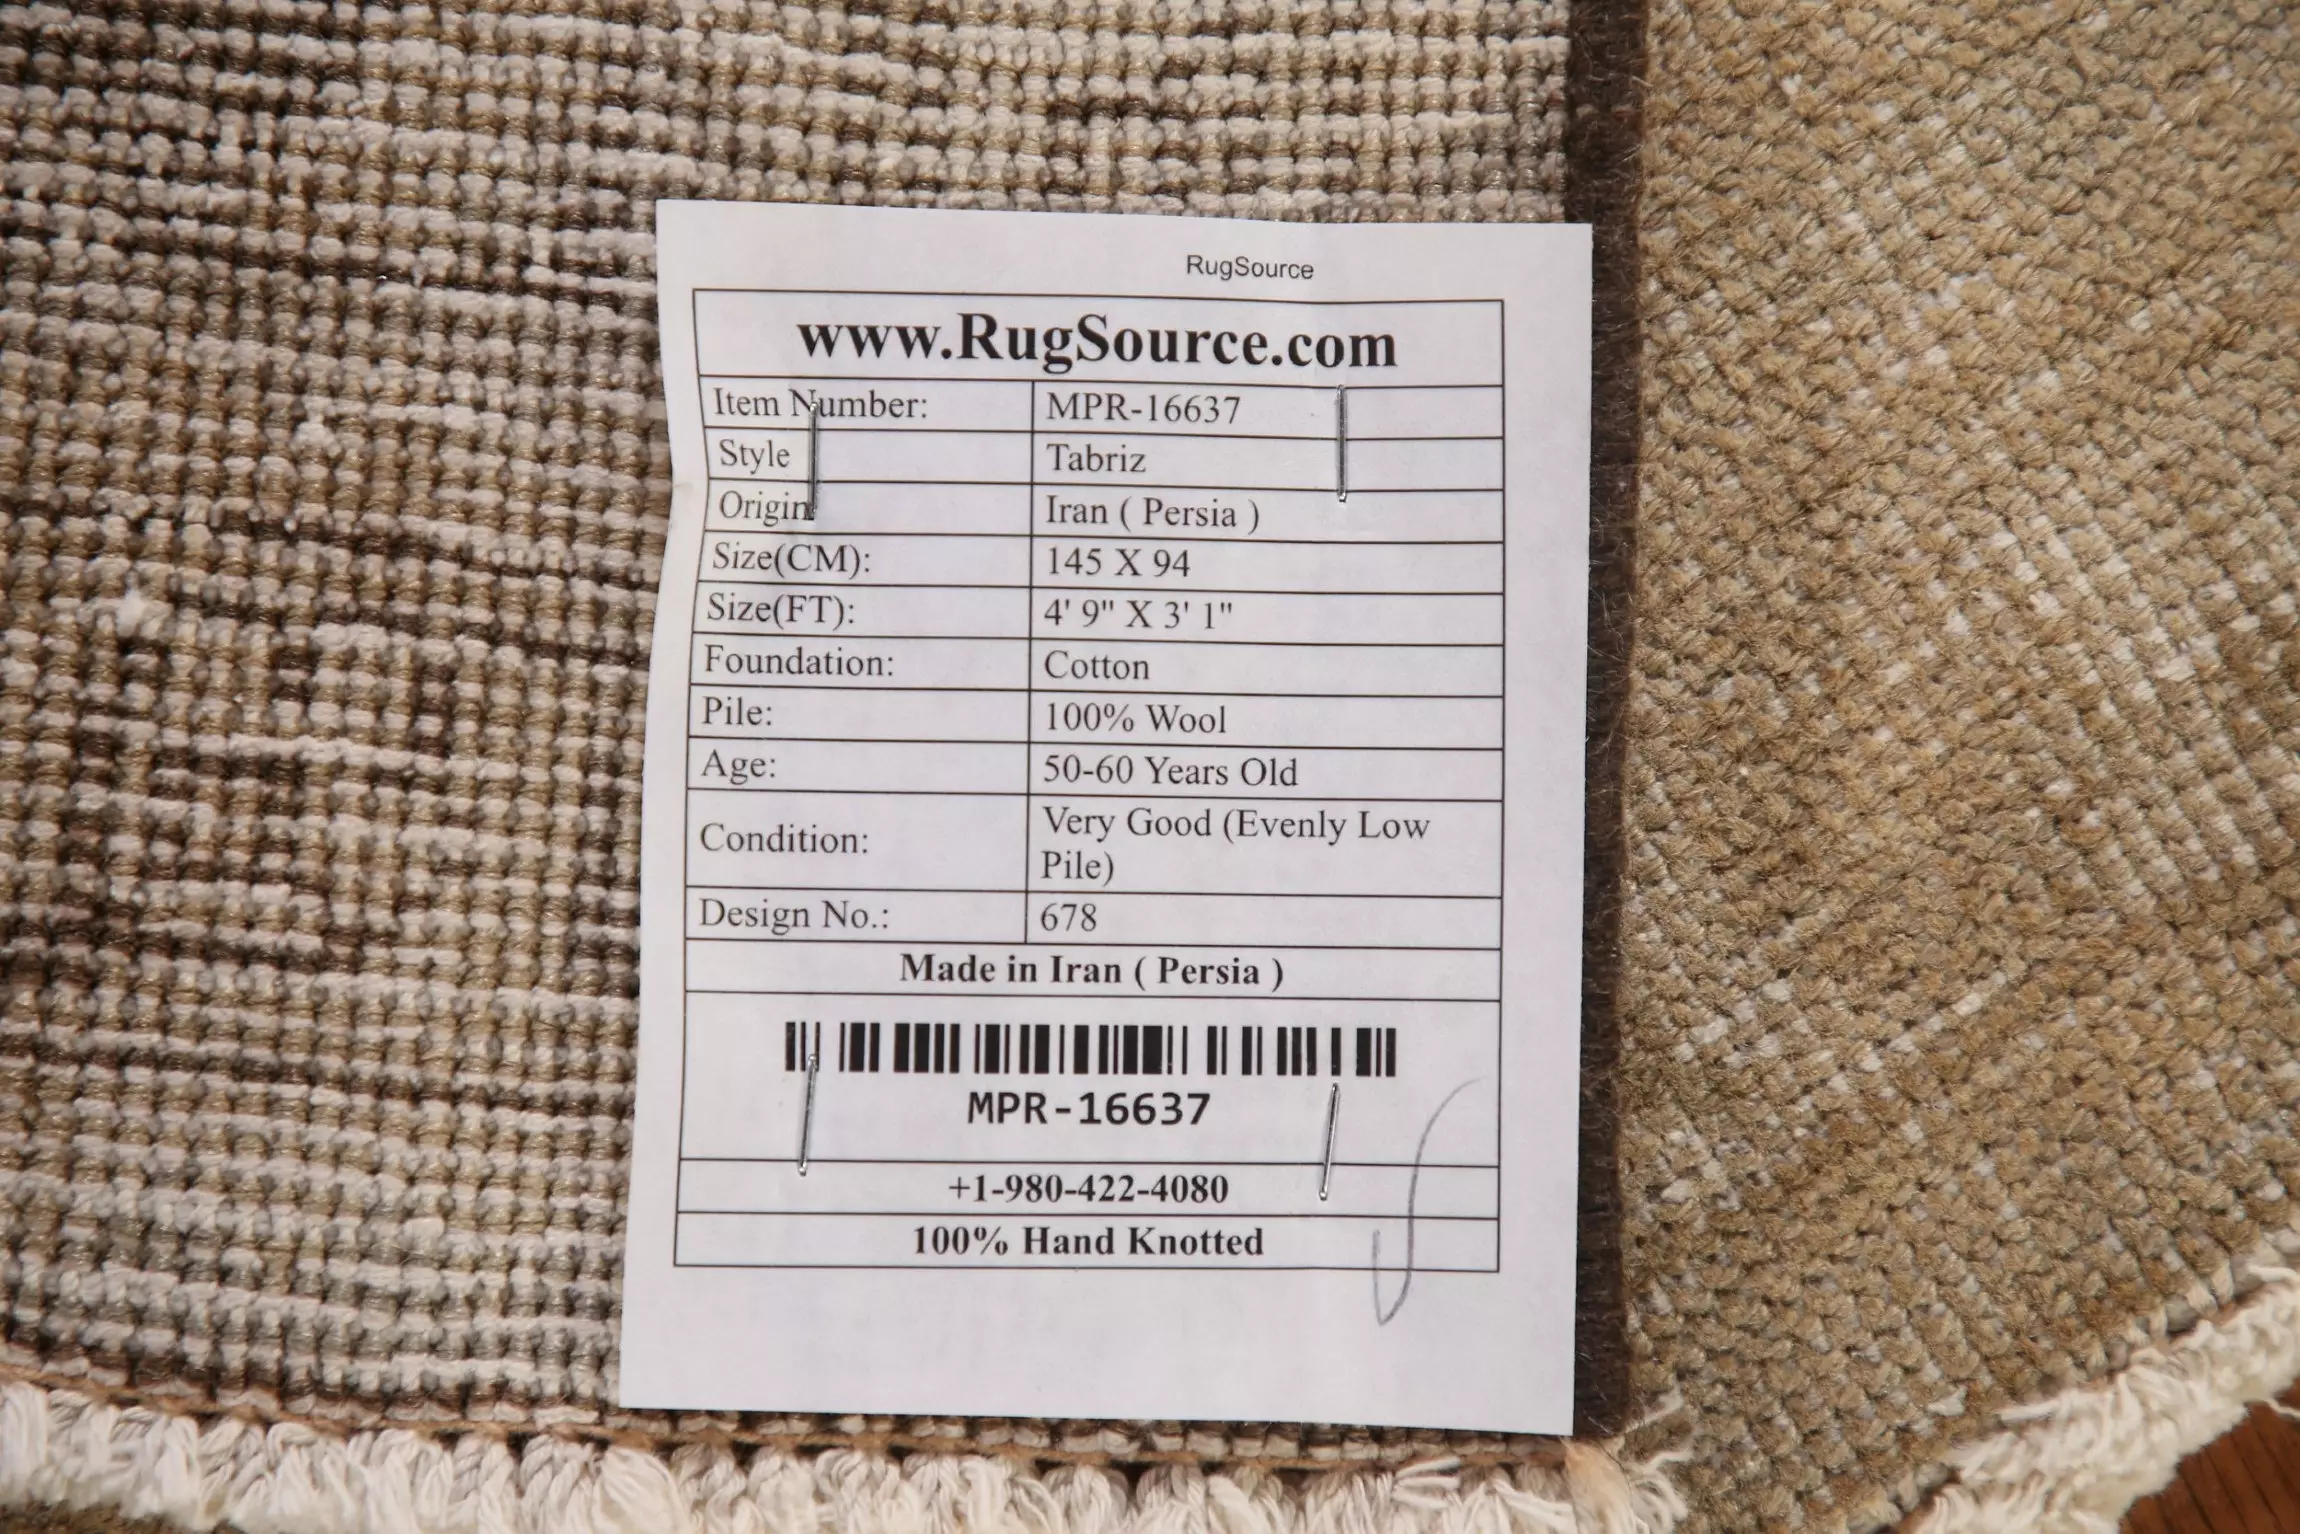 RugSource
www.RugSource.com
Item Number: MPR-16637
Style Tabriz
Origin Iran ( Persia )
Size(CM): 145 X 94
Size(FT): 4' 9" X 3' 1"
Foundation: Cotton
Pile: 100% Wool
Age: 50-60 Years Old
Condition: Very Good (Evenly Low
Pile)
Design No.: 678
Made in Iran ( Persia )
MPR-16637
+1-980-422-4080
100% Hand Knotted